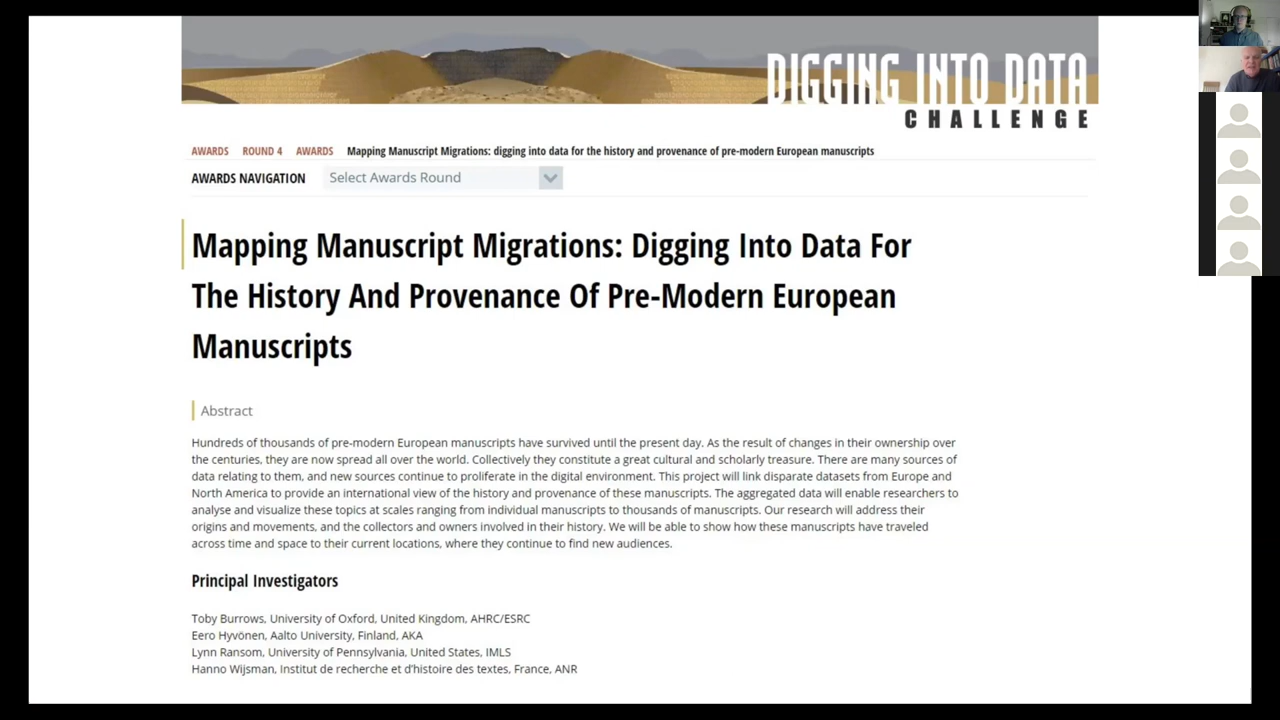 DIGGING INTO DATA
CHALLENGE
AWARDS ROUND 4 AWARDS Mapping Manuscript Migrations: digging into data for the history and provenance of pre-modern European manuscripts
AWARDS NAVIGATION Select Awards Round
Mapping Manuscript Migrations: Digging Into Data For
The History And Provenance Of Pre-Modern European
Manuscripts
Abstract
Hundreds of thousands of pre-modern European manuscripts have survived until the present day. As the result of changes in their ownership over
the centuries, they are now spread all over the world. Collectively they constitute a great cultural and scholarly treasure. There are many sources of
data relating to them, and new sources continue to proliferate in the digital environment. This project will link disparate datasets from Europe and
North America to provide an international view of the history and provenance of these manuscripts. The aggregated data will enable researchers to
analyse and visualize these topics at scales ranging from individual manuscripts to thousands of manuscripts. Our research will address their
origins and movements, and the collectors and owners involved in their history. We will be able to show how these manuscripts have traveled
across time and space to their current locations, where they continue to find new audiences.
Principal Investigators
Toby Burrows, University of Oxford, United Kingdom, AHRC/ESRC
Eero Hyvönen, Aalto University, Finland, AKA
Lynn Ransom, University of Pennsylvania, United States, IMLS
Hanno Wijsman, Institut de recherche et d'histoire des textes, France, ANR